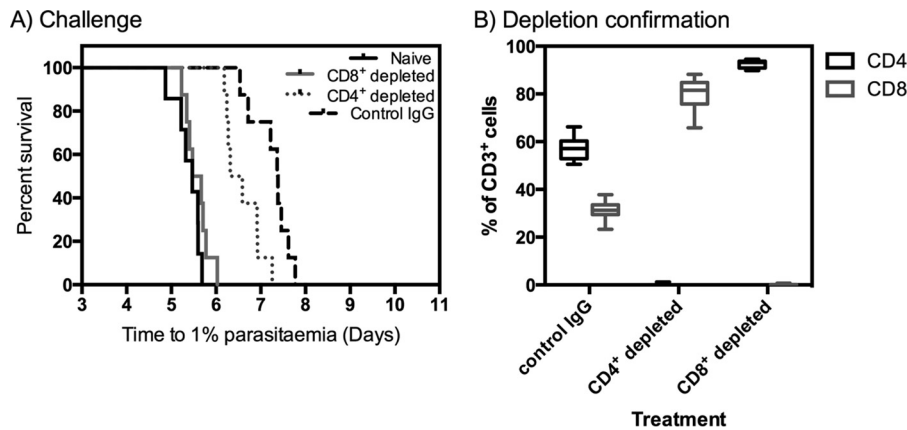 A) Challenge
Percent survival
100
80
60
40
20
0
3 4 5 6 7 8 9 10 11
Time to 1% parasitaemia (Days)
Naive
CD8+ depleted
CD4+ depleted
Control IgG
B) Depletion confirmation
% of CD3+ cells
100
80
60
40
20
0
control IgG
CD4+ depleted
CD8+ depleted
Treatment
CD4
CD8